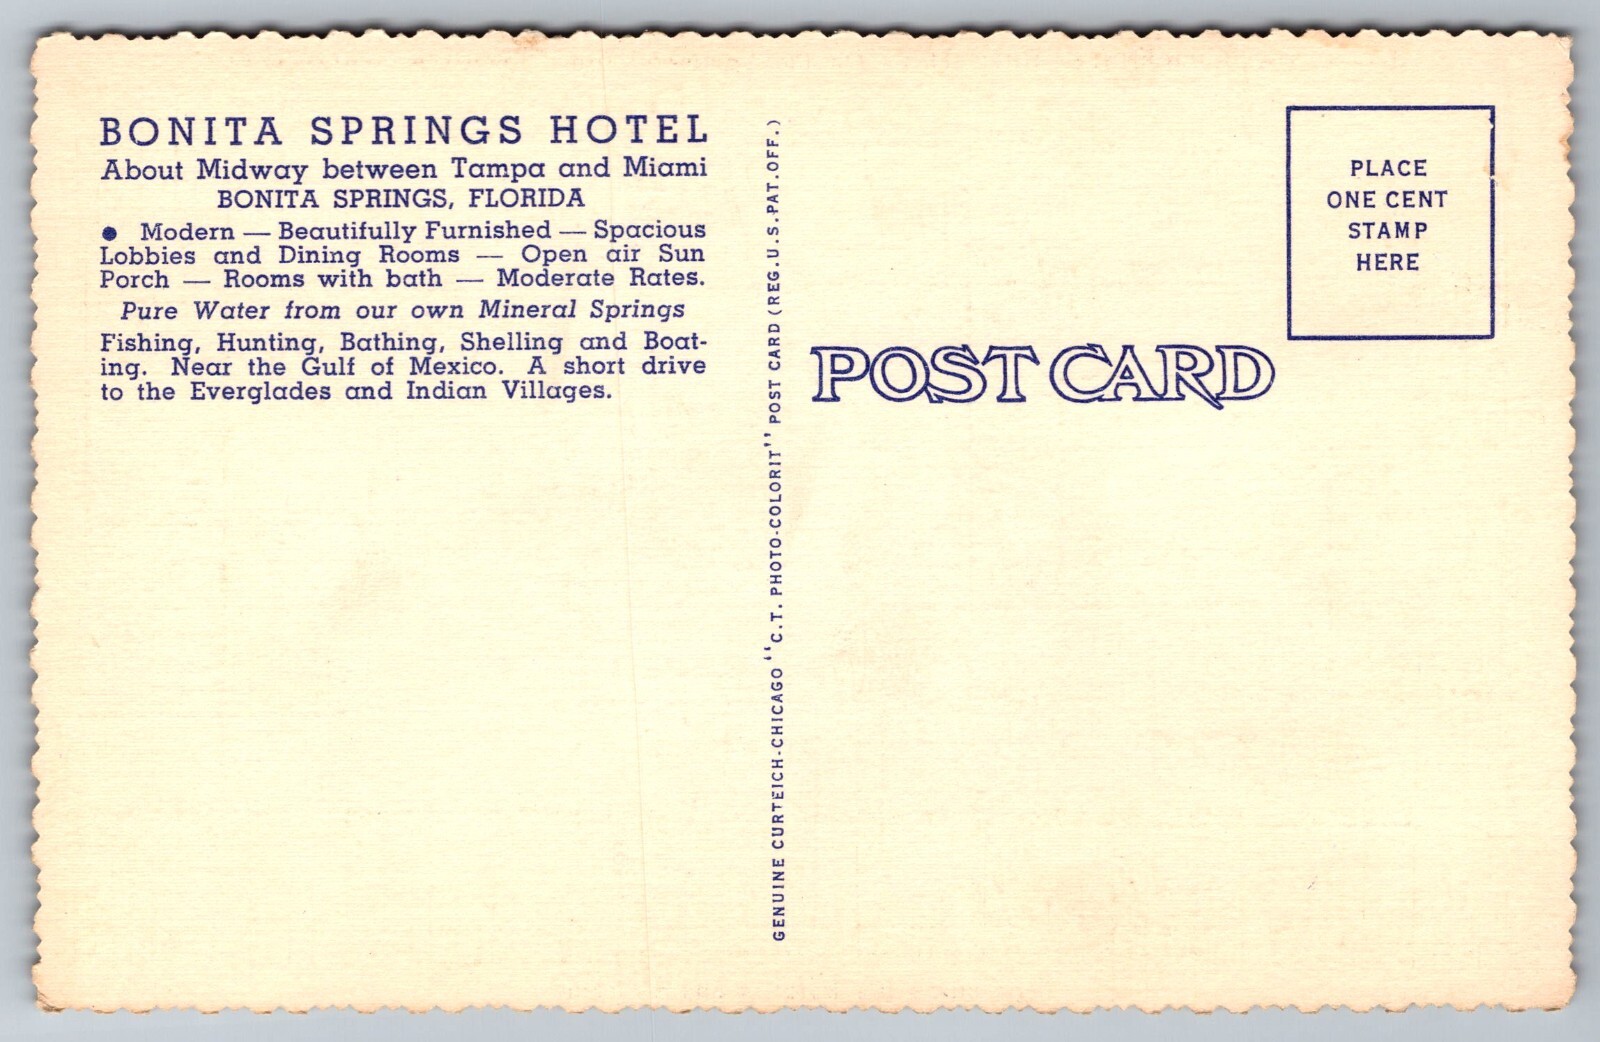 BONITA SPRINGS HOTEL
About Midway between Tampa and Miami
BONITA SPRINGS, FLORIDA
● Modern — Beautifully Furnished — Spacious
Lobbies and Dining Rooms — Open air Sun
Porch — Rooms with bath — Moderate Rates.
Pure Water from our own Mineral Springs
Fishing, Hunting, Bathing, Shelling and Boat-
ing. Near the Gulf of Mexico. A short drive
to the Everglades and Indian Villages.
GENUINE CURTEICH-CHICAGO "C.T. PHOTO-COLORIT" POST CARD (REG.U.S.PAT.OFF.)
POST CARD
PLACE
ONE CENT
STAMP
HERE